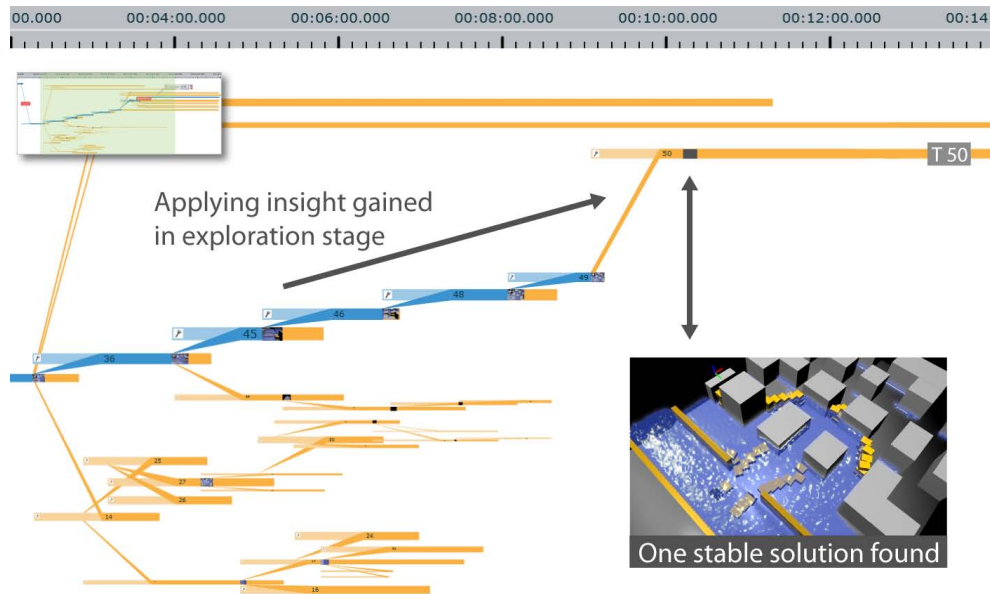 00.000 00:04:00.000 00:06:00.000 00:08:00.000 00:10:00.000 00:12:00.000 00:14
50
T 50
Applying insight gained
in exploration stage
49
48
46
45
36
25
27
26
14
24
16
One stable solution found